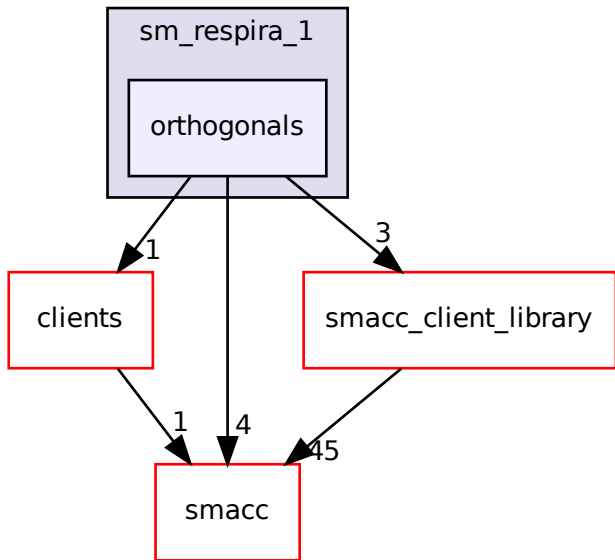 sm_respira_1
orthogonals
1
3
clients
smacc_client_library
1
4
45
smacc